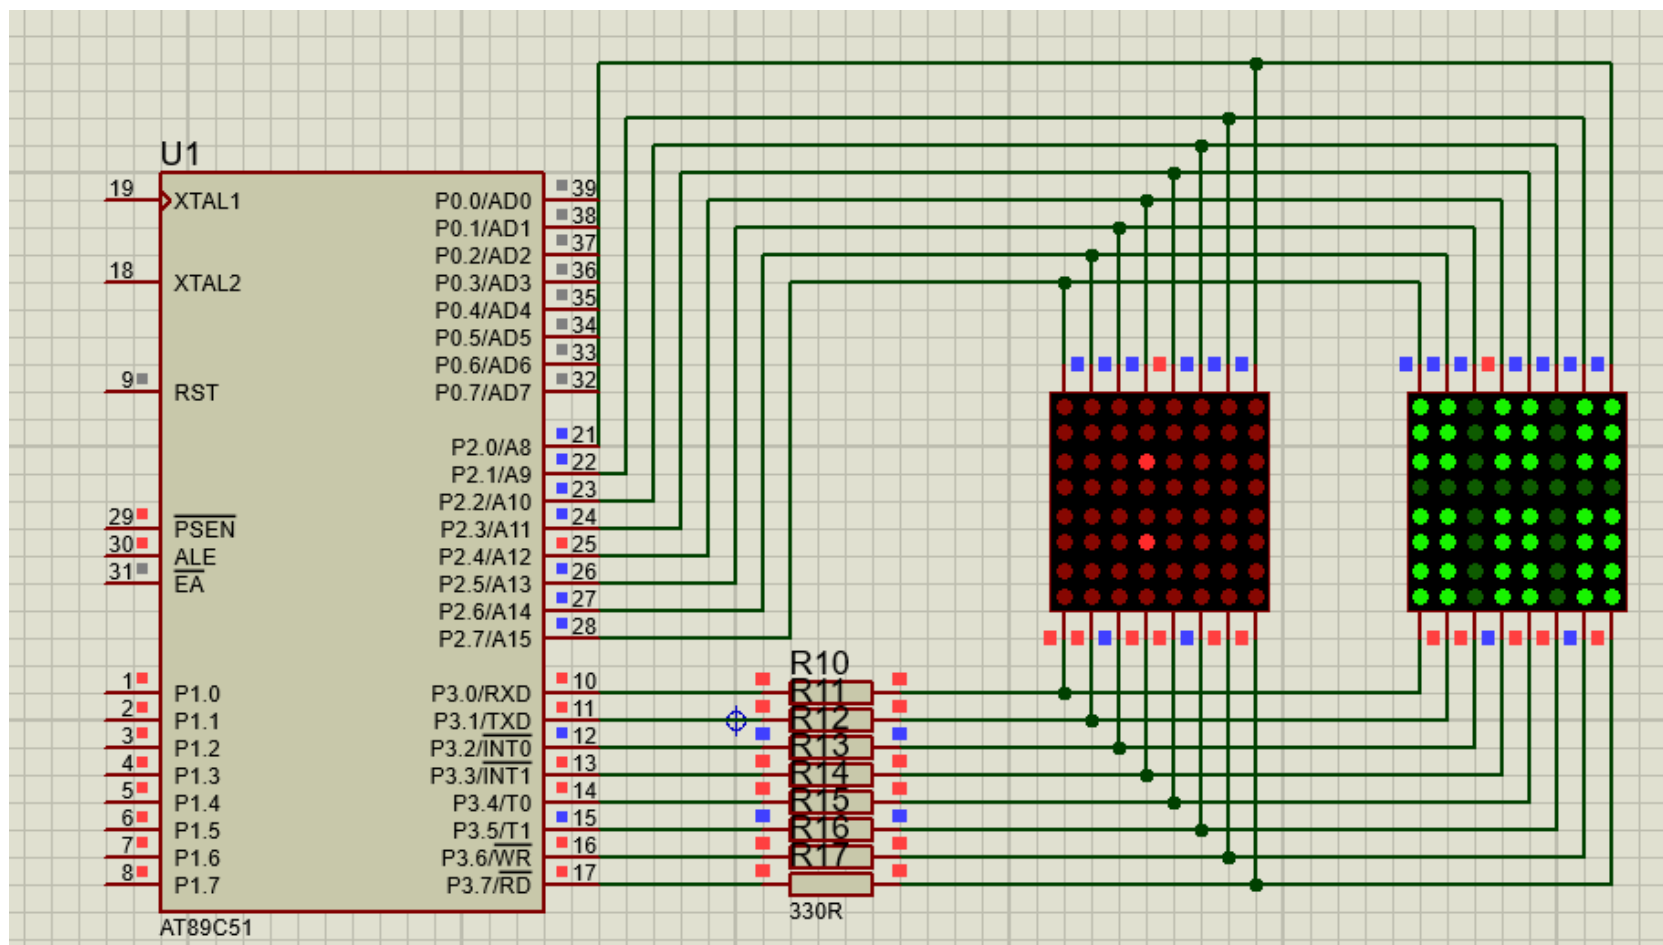 U1
19
XTAL1
18
XTAL2
9
RST
29
PSEN
30
ALE
31
EA
1
P1.0
2
P1.1
3
P1.2
4
P1.3
5
P1.4
6
P1.5
7
P1.6
8
P1.7
P0.0/AD0
39
P0.1/AD1
38
P0.2/AD2
37
P0.3/AD3
36
P0.4/AD4
35
P0.5/AD5
34
P0.6/AD6
33
P0.7/AD7
32
P2.0/A8
21
P2.1/A9
22
P2.2/A10
23
P2.3/A11
24
P2.4/A12
25
P2.5/A13
26
P2.6/A14
27
P2.7/A15
28
P3.0/RXD
10
P3.1/TXD
11
P3.2/INT0
12
P3.3/INT1
13
P3.4/T0
14
P3.5/T1
15
P3.6/WR
16
P3.7/RD
17
AT89C51
R10
R11
R12
R13
R14
R15
R16
R17
330R